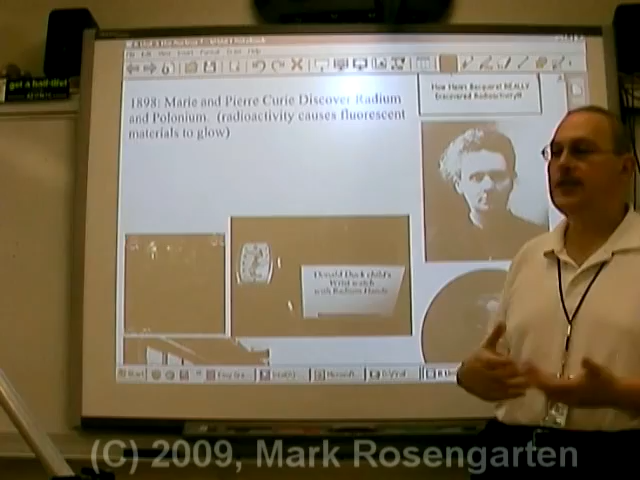 1898: Marie and Pierre Curie Discover Radium
and Polonium. (radioactivity causes fluorescent
materials to glow)
How Henri Becquerel REALLY
Discovered Radioactivity!!
Donald Duck child's
Wrist watch
with Radium Hands
(C) 2009, Mark Rosengarten